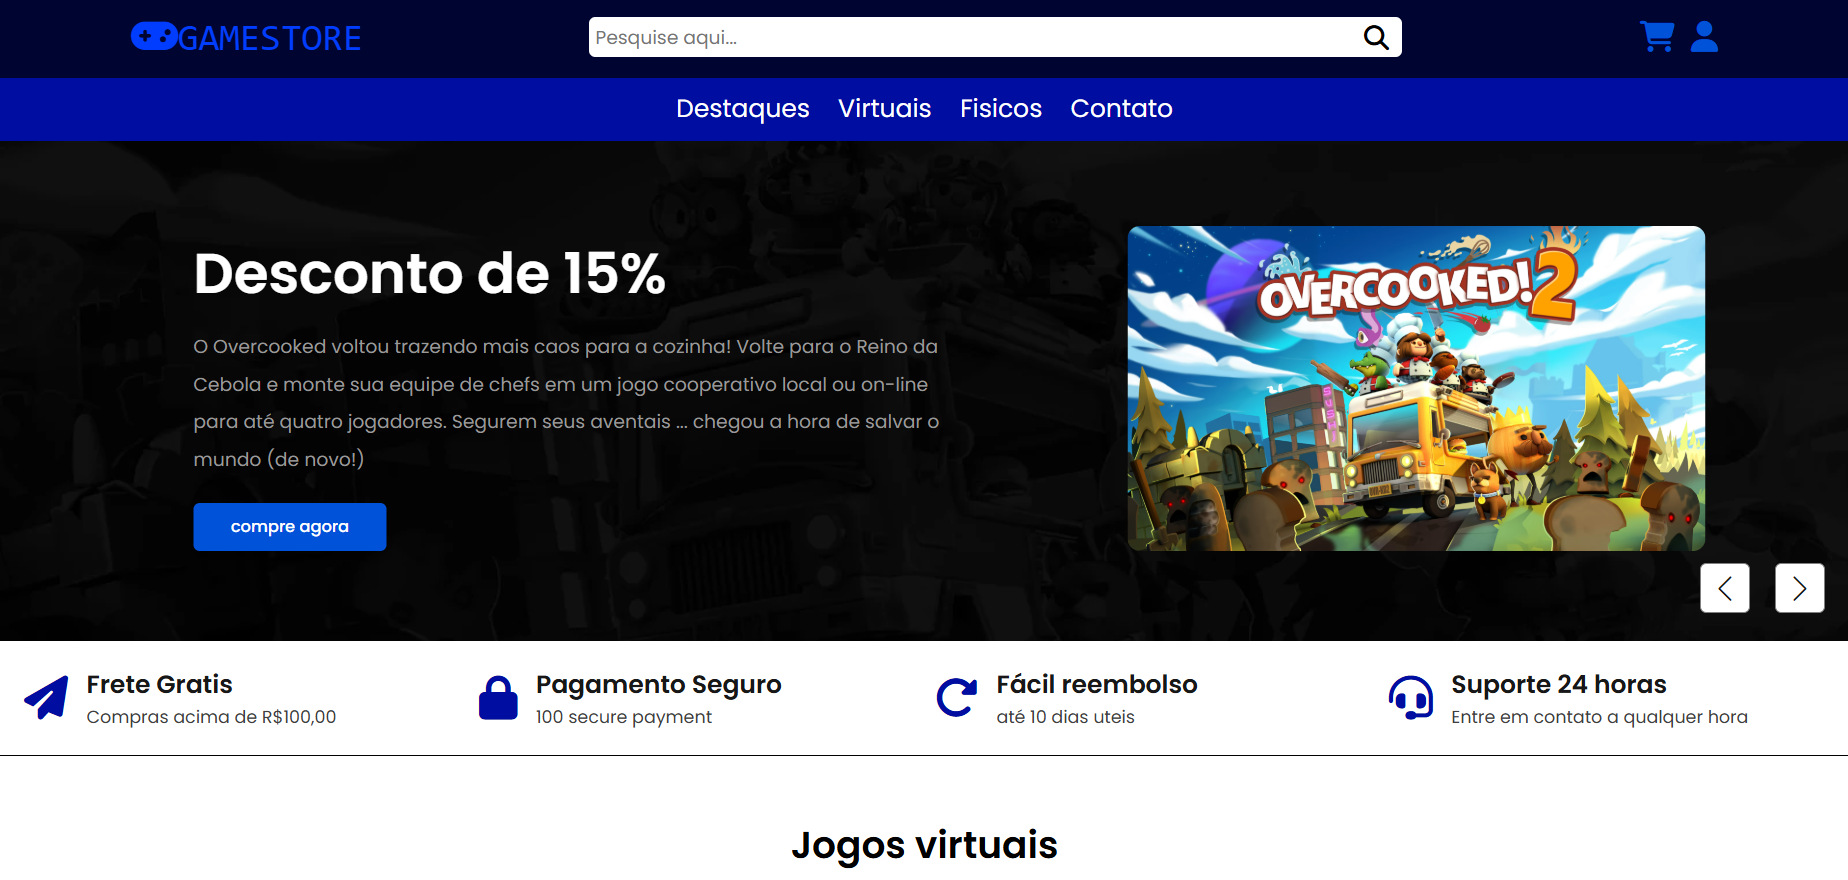 GAMESTORE
Pesquise aqui...
Destaques Virtuais Fisicos Contato
Desconto de 15%
O Overcooked voltou trazendo mais caos para a cozinha! Volte para o Reino da
Cebola e monte sua equipe de chefs em um jogo cooperativo local ou on-line
para até quatro jogadores. Segurem seus aventais ... chegou a hora de salvar o
mundo (de novo!)
compre agora
OVERCOOKED! 2
SUSHI
Frete Gratis
Compras acima de R$100,00
Pagamento Seguro
100 secure payment
Fácil reembolso
até 10 dias uteis
Suporte 24 horas
Entre em contato a qualquer hora
Jogos virtuais